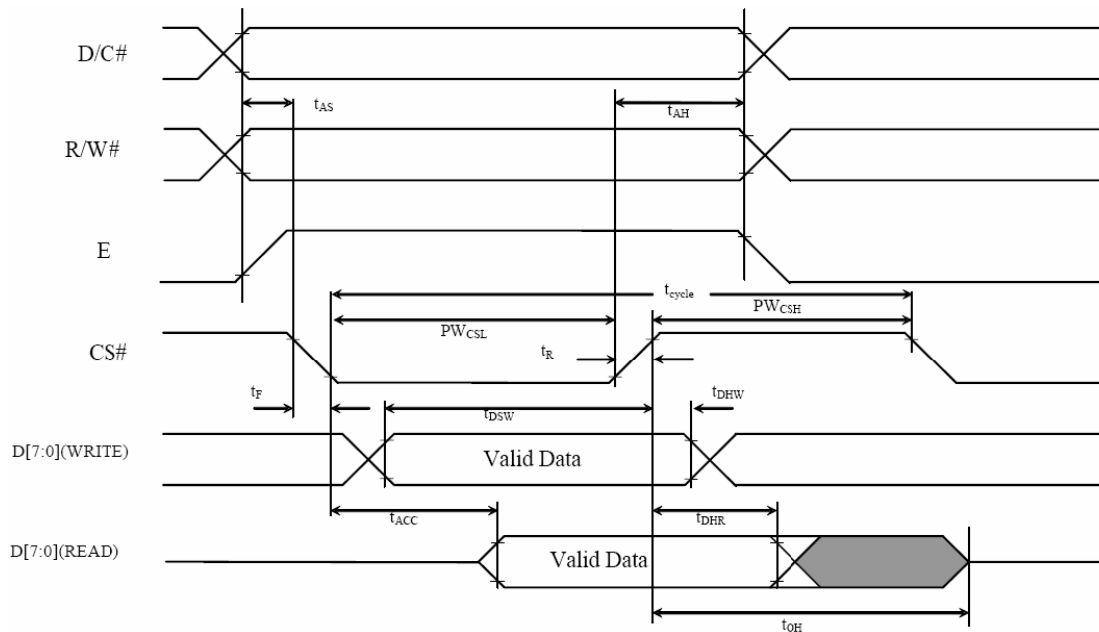 D/C#
tAS
tAH
R/W#
E
tcycle
PWCSL
PWCSH
CS#
tR
tF
tDSW
tDHW
D[7:0](WRITE)
Valid Data
tACC
tDHR
D[7:0](READ)
Valid Data
tOH